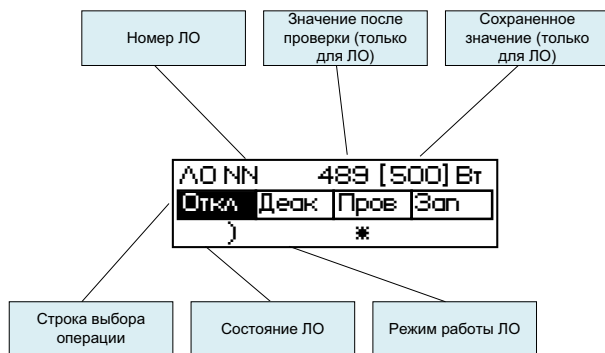 Номер ЛО
Значение после
проверки (только
для ЛО)
Сохраненное
значение (только
для ЛО)
ЛО NN 489 [500] Вт
Откл Деак Пров Зап
) *
Строка выбора
операции
Состояние ЛО
Режим работы ЛО